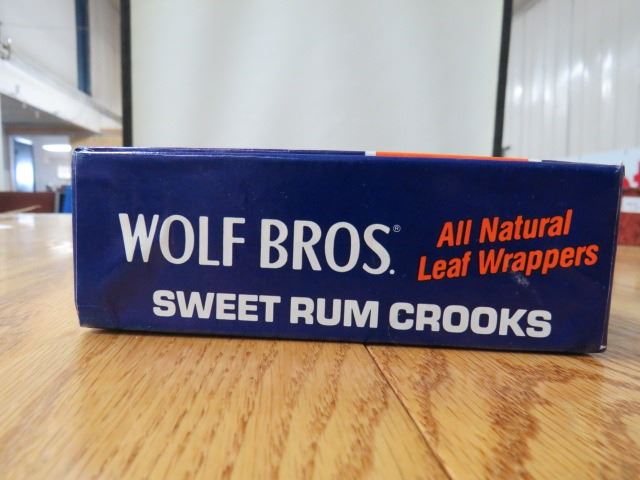 WOLF BROS.®
All Natural
Leaf Wrappers
SWEET RUM CROOKS